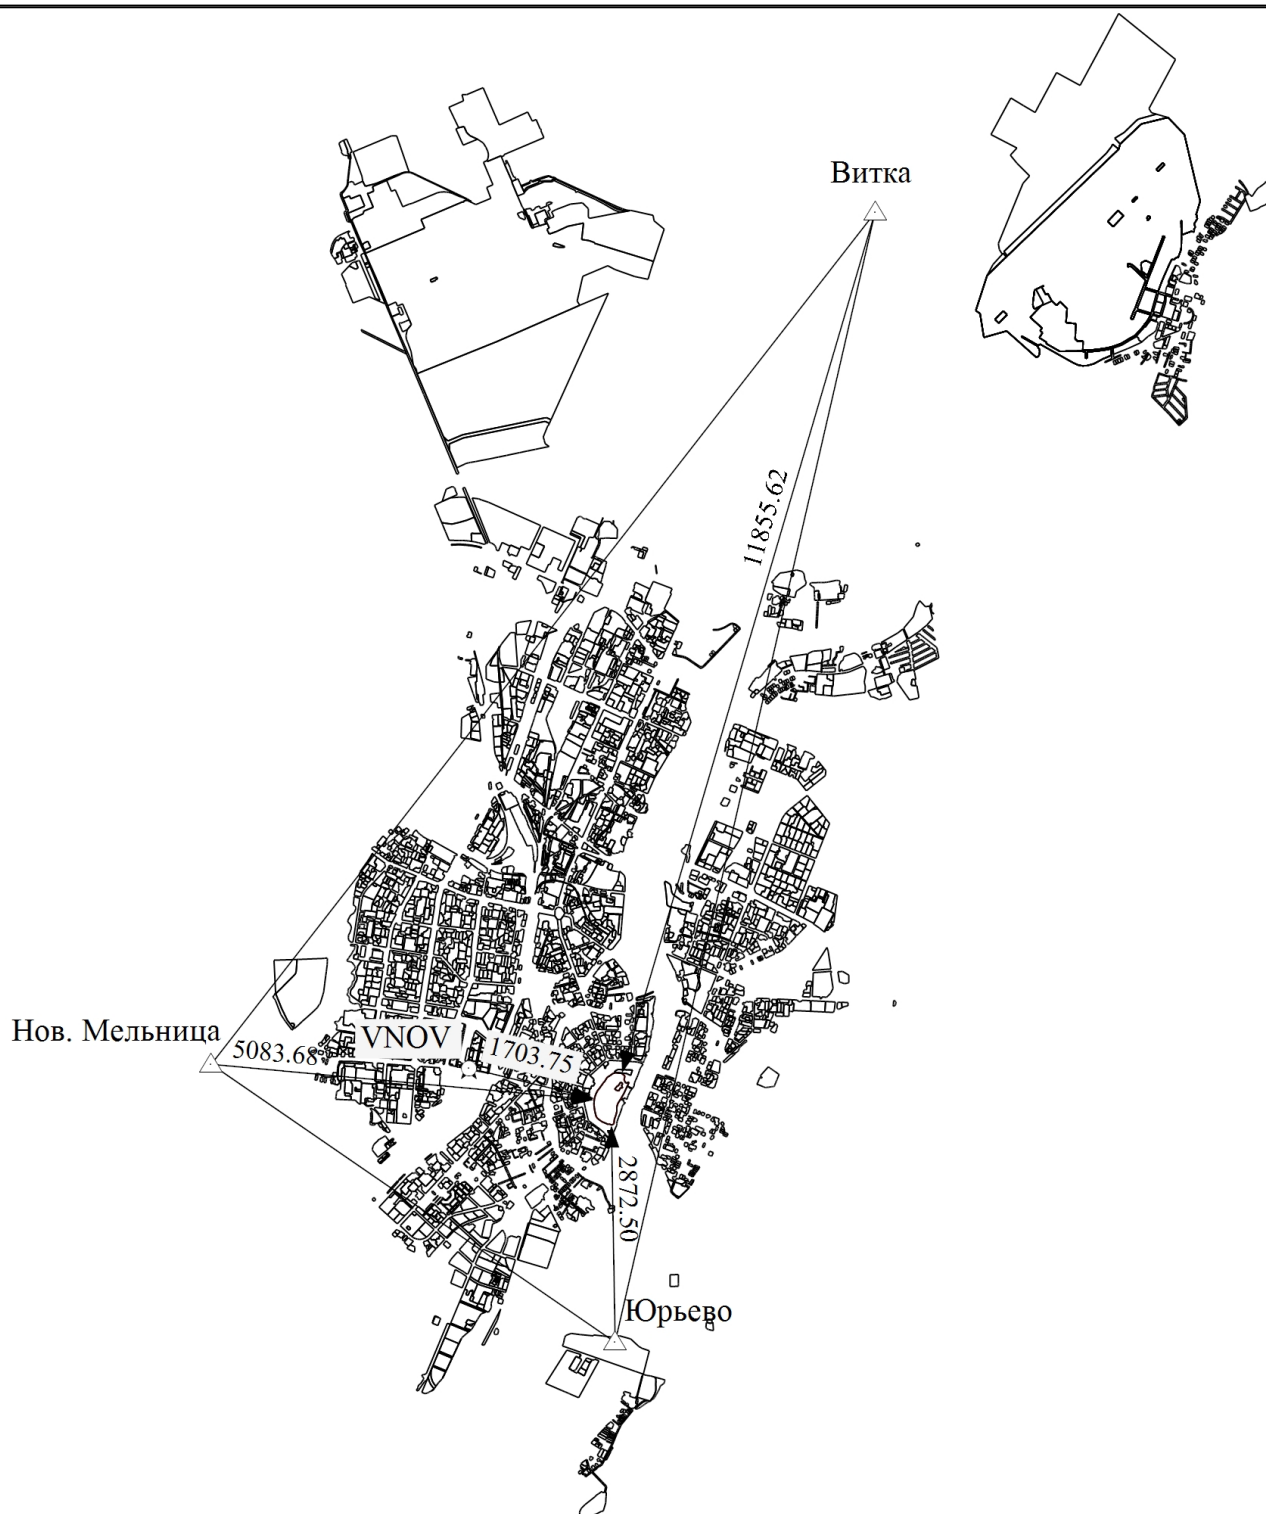 Витка
11855.62
Нов. Мельница
VNOV
5083.68
1703.75
2872.50
Юрьево